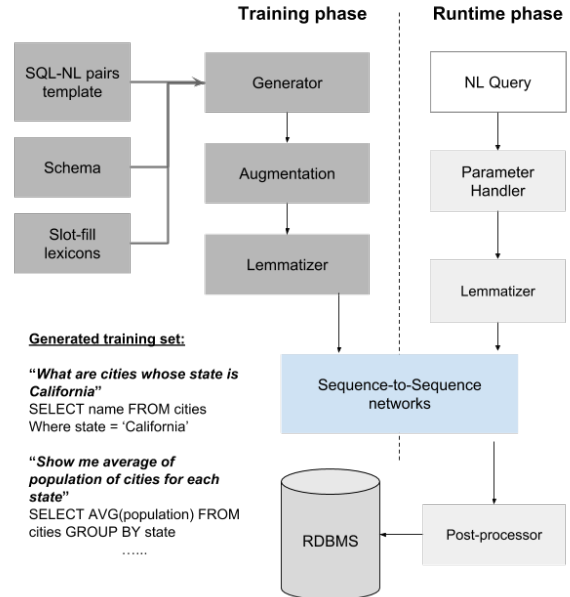 Training phase
Runtime phase
SQL-NL pairs
template
Generator
NL Query
Schema
Augmentation
Parameter
Handler
Slot-fill
lexicons
Lemmatizer
Lemmatizer
Generated training set:
“What are cities whose state is
California”
SELECT name FROM cities
Where state = ‘California’
“Show me average of
population of cities for each
state”
SELECT AVG(population) FROM
cities GROUP BY state
…...
Sequence-to-Sequence
networks
RDBMS
Post-processor